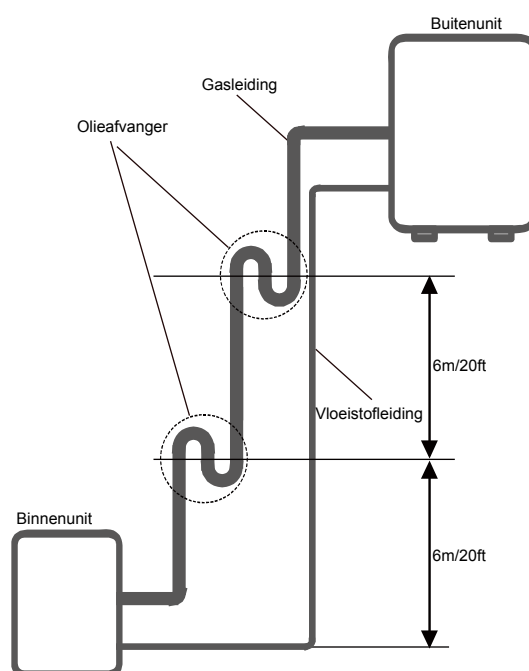 Buitenunit
Gasleiding
Olieafvanger
6m/20ft
Vloeistofleiding
Binnenunit
6m/20ft